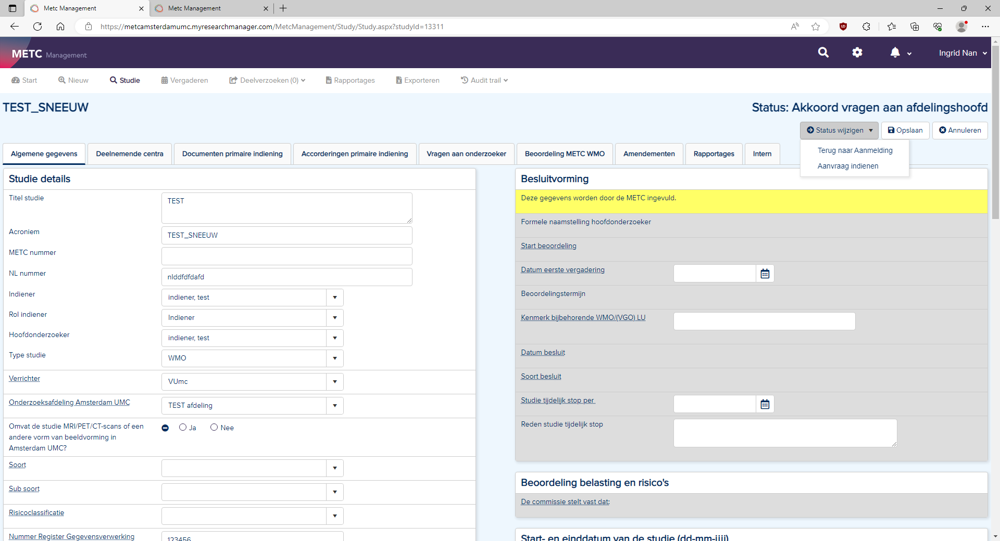 Metc Management
Metc Management
https://metcamsterdamumc.myresearchmanager.com/MetcManagement/Study/Study.aspx?studyId=13311
METC Management
Ingrid Nan
Start
Nieuw
Studie
Vergaderen
Deelverzoeken (0)
Rapportages
Exporteren
Audit trail
TEST_SNEEUW
Status: Akkoord vragen aan afdelingshoofd
Status wijzigen
Opslaan
Annuleren
Terug naar Aanmelding
Aanvraag indienen
Algemene gegevens
Deelnemende centra
Documenten primaire indiening
Accorderingen primaire indiening
Vragen aan onderzoeker
Beoordeling METC WMO
Amendementen
Rapportages
Intern
Studie details
Titel studie
TEST
Acroniem
TEST_SNEEUW
METC nummer
NL nummer
nlddfdfdafd
Indiener
indiener, test
Rol indiener
Indiener
Hoofdonderzoeker
indiener, test
Type studie
WMO
Verrichter
VUmc
Onderzoeksafdeling Amsterdam UMC
TEST afdeling
Omvat de studie MRI/PET/CT-scans of een
andere vorm van beeldvorming in
Amsterdam UMC?
Ja
Nee
Soort
Sub soort
Risicoclassificatie
Nummer Register Gegevensverwerking
123456
Besluitvorming
Deze gegevens worden door de METC ingevuld.
Formele naamstelling hoofdonderzoeker
Start beoordeling
Datum eerste vergadering
Beoordelingstermijn
Kenmerk bijbehorende WMO/(VGO) LU
Datum besluit
Soort besluit
Studie tijdelijk stop per
Reden studie tijdelijk stop
Beoordeling belasting en risico's
De commissie stelt vast dat:
Start- en einddatum van de studie (dd-mm-jjjj)